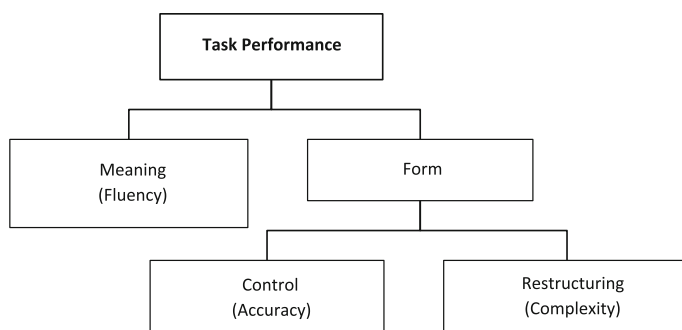 Task Performance
Meaning
(Fluency)
Form
Control
(Accuracy)
Restructuring
(Complexity)